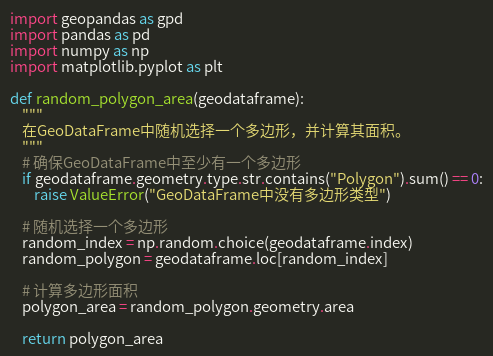 import geopandas as gpd
import pandas as pd
import numpy as np
import matplotlib.pyplot as plt
def random_polygon_area(geodataframe):
"""
在GeoDataFrame中随机选择一个多边形，并计算其面积。
"""
# 确保GeoDataFrame中至少有一个多边形
if geodataframe.geometry.type.str.contains("Polygon").sum() == 0:
raise ValueError("GeoDataFrame中没有多边形类型")
# 随机选择一个多边形
random_index = np.random.choice(geodataframe.index)
random_polygon = geodataframe.loc[random_index]
# 计算多边形面积
polygon_area = random_polygon.geometry.area
return polygon_area